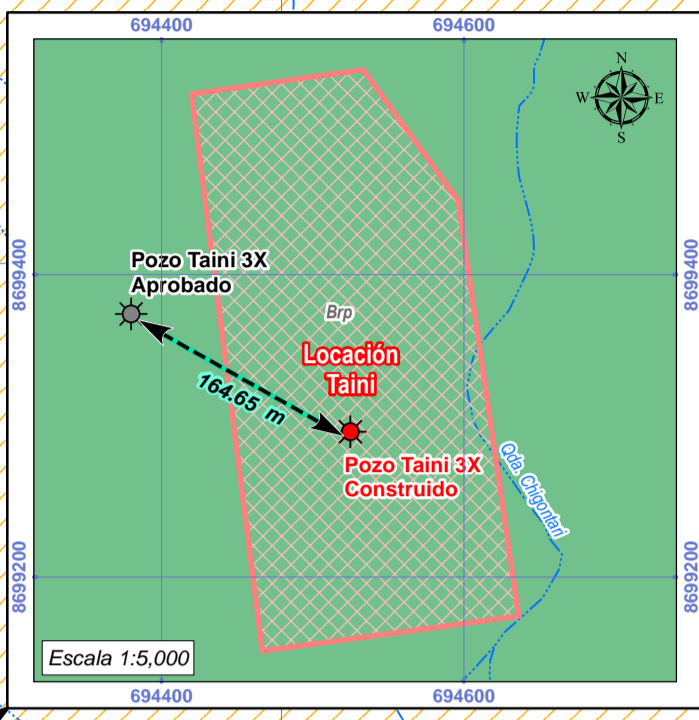 694400
694600
N
W
E
S
Pozo Taini 3X
Aprobado
8699400
8699400
Brp
Locación
Taini
164.65 m
Pozo Taini 3X
Construido
Qda. Chigontari
8699200
8699200
Escala 1:5,000
694400
694600